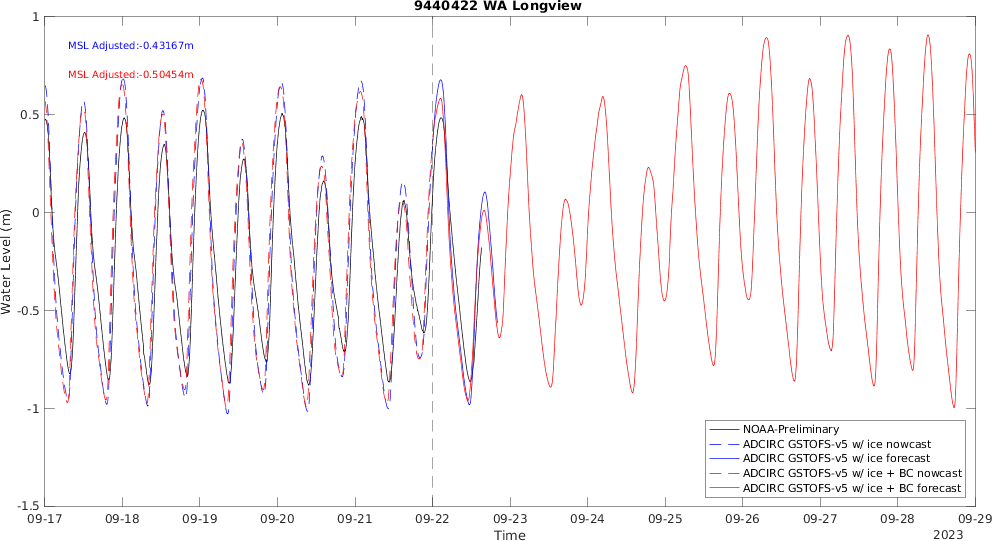 9440422 WA Longview
MSL Adjusted:-0.43167m
MSL Adjusted:-0.50454m
Water Level (m)
1
0.5
0
-0.5
-1
-1.5
NOAA-Preliminary
ADCIRC GSTOFS-v5 w/ ice nowcast
ADCIRC GSTOFS-v5 w/ ice forecast
ADCIRC GSTOFS-v5 w/ ice + BC nowcast
ADCIRC GSTOFS-v5 w/ ice + BC forecast
09-17 09-18 09-19 09-20 09-21 09-22 09-23 09-24 09-25 09-26 09-27 09-28 09-29
Time
2023